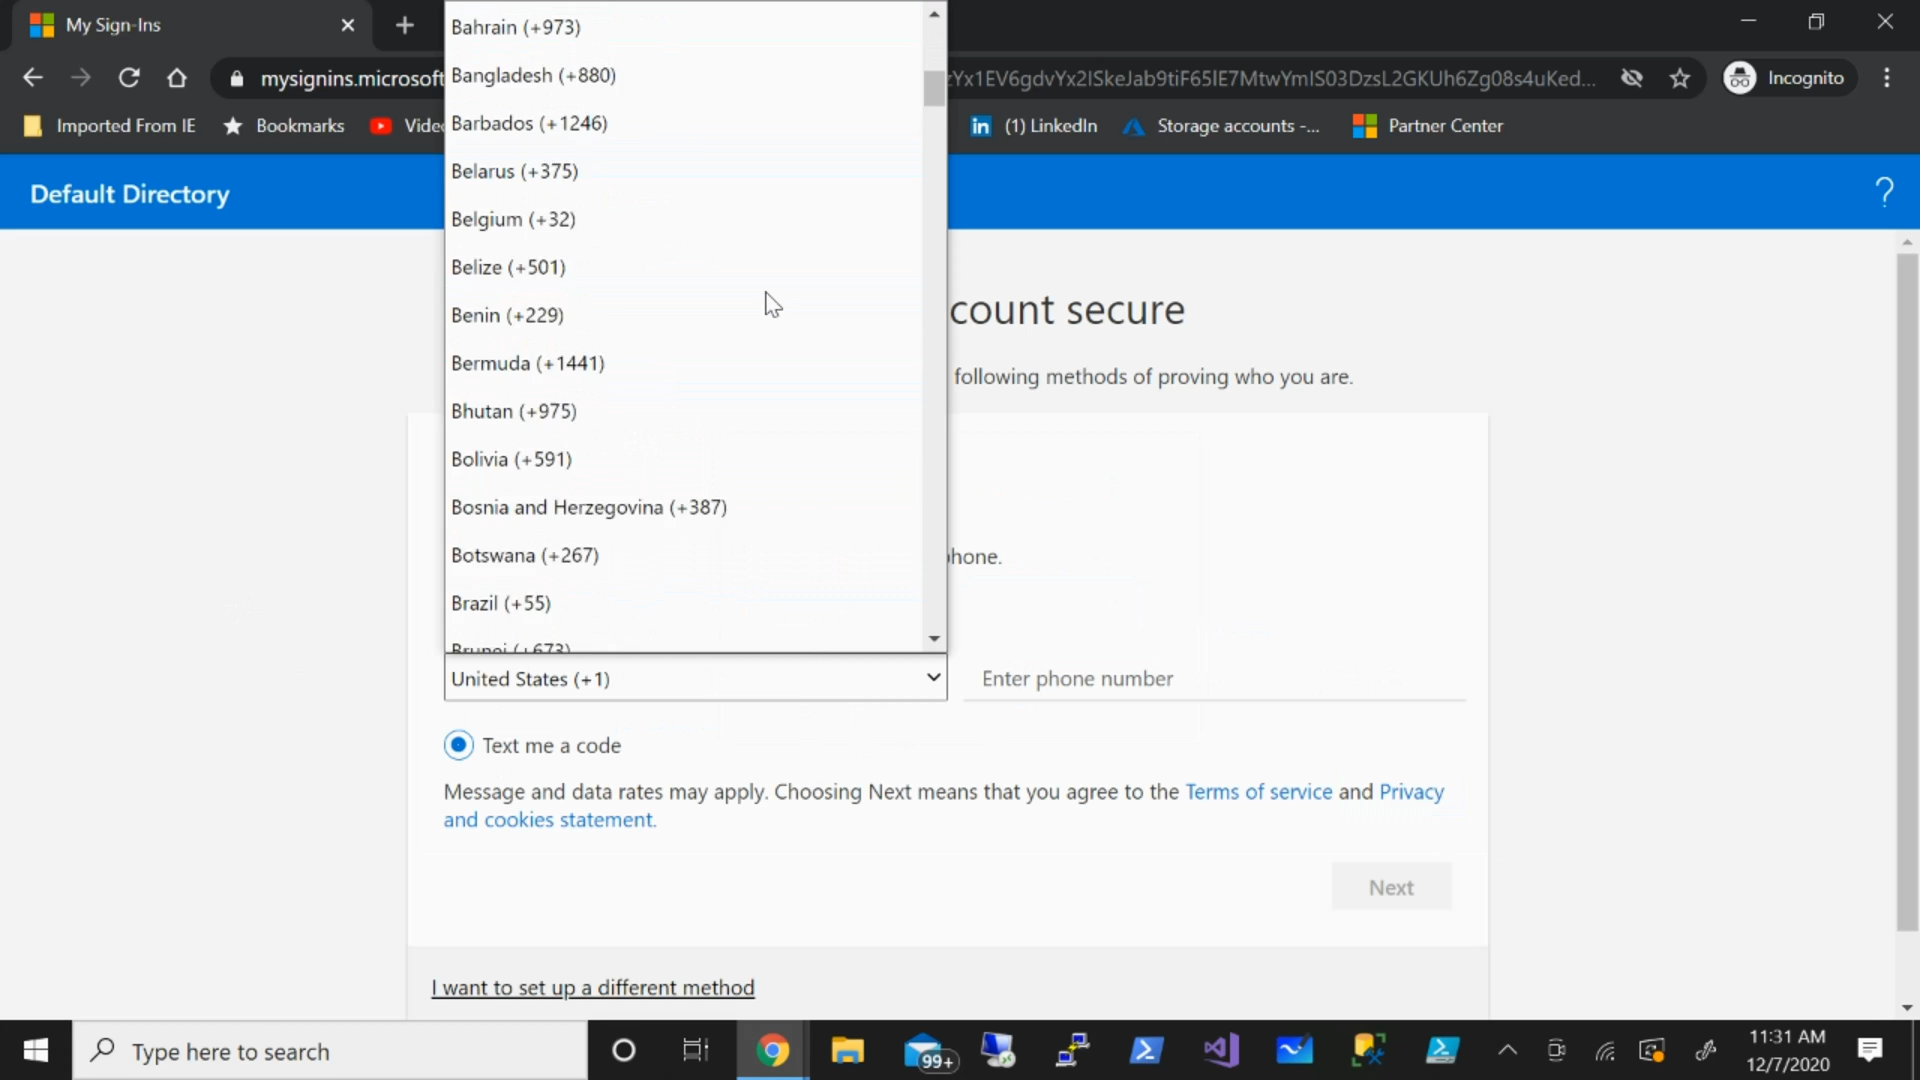 My Sign-Ins
mysignins.microsoft
zYx1EV6gdvYx2ISkeJab9tiF65lE7MtwYmIS03DzsL2GKUh6Zg08s4uKed...
Incognito
Imported From IE
Bookmarks
(1) LinkedIn
Storage accounts -...
Partner Center
Default Directory
?
Bahrain (+973)
Bangladesh (+880)
Barbados (+1246)
Belarus (+375)
Belgium (+32)
Belize (+501)
Benin (+229)
Bermuda (+1441)
Bhutan (+975)
Bolivia (+591)
Bosnia and Herzegovina (+387)
Botswana (+267)
Brazil (+55)
Brunei (+673)
count secure
following methods of proving who you are.
phone.
United States (+1)
Enter phone number
Text me a code
Message and data rates may apply. Choosing Next means that you agree to the Terms of service and Privacy
and cookies statement.
Next
I want to set up a different method
Type here to search
99+
11:31 AM
12/7/2020